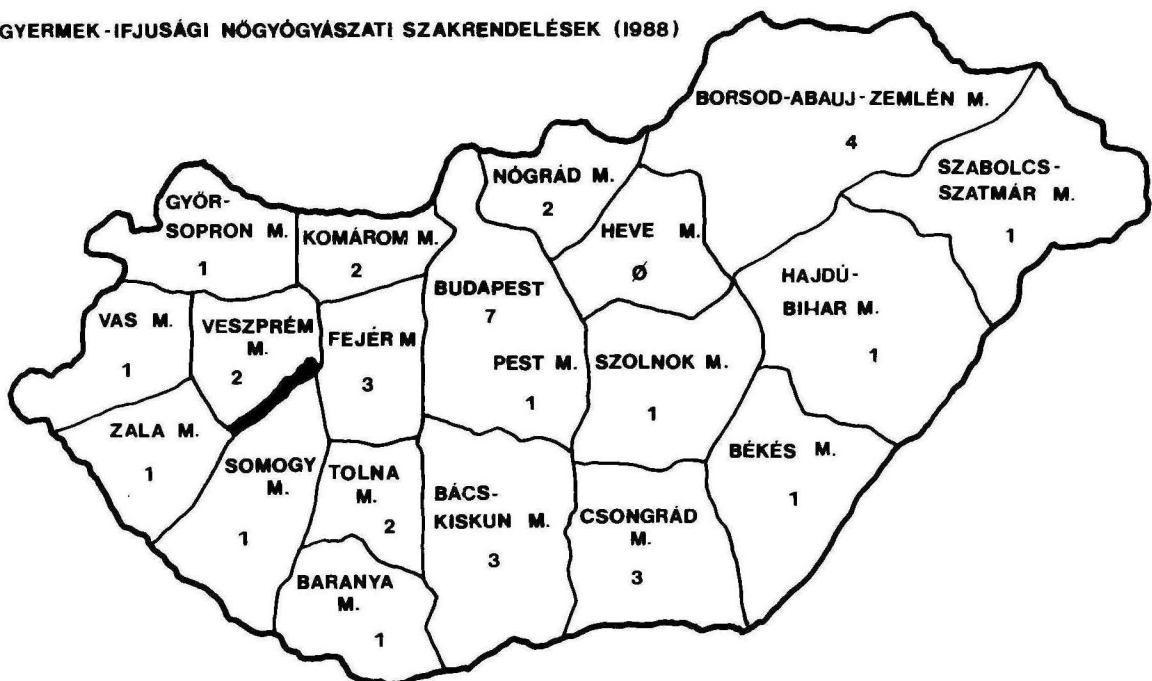 GYERMEK-IFJUSÁGI NŐGYÓGYÁSZATI SZAKRENDELÉSEK (1988)
BORSOD-ABAUJ-ZEMLÉN M.
4
SZABOLCS-
SZATMÁR M.
1
NÓGRÁD M.
2
HEVE M.
Ø
GYŐR-
SOPRON M.
1
KOMÁROM M.
2
BUDAPEST
7
PEST M.
1
HAJDÚ-
BIHAR M.
1
VAS M.
1
VESZPRÉM
M.
2
FEJÉR M
3
SZOLNOK M.
1
ZALA M.
1
SOMOGY
M.
1
TOLNA
M.
2
BÁCS-
KISKUN M.
3
CSONGRÁD
M.
3
BÉKÉS M.
1
BARANYA
M.
1